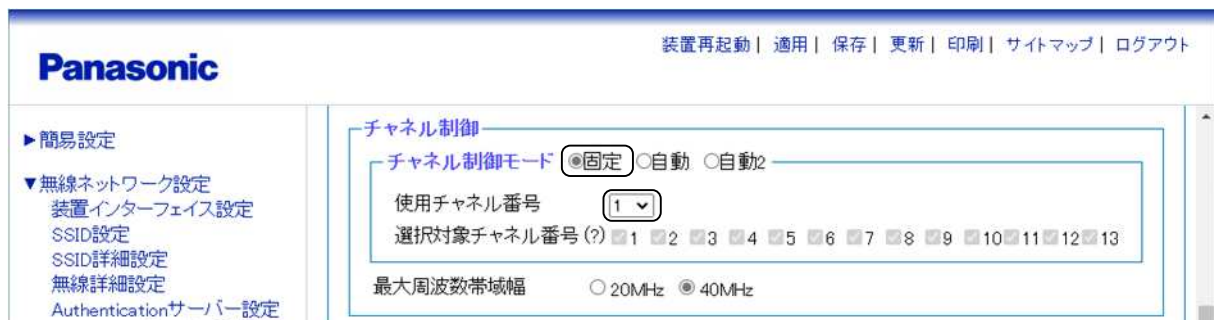 装置再起動 | 適用 | 保存 | 更新 | 印刷 | サイトマップ | ログアウト
Panasonic
▶簡易設定
▼無線ネットワーク設定
装置インターフェイス設定
SSID設定
SSID詳細設定
無線詳細設定
Authenticationサーバー設定
チャネル制御
チャネル制御モード 固定 自動 自動2
使用チャネル番号 1
選択対象チャネル番号(?) 1 2 3 4 5 6 7 8 9 10 11 12 13
最大周波数帯域幅 20MHz 40MHz